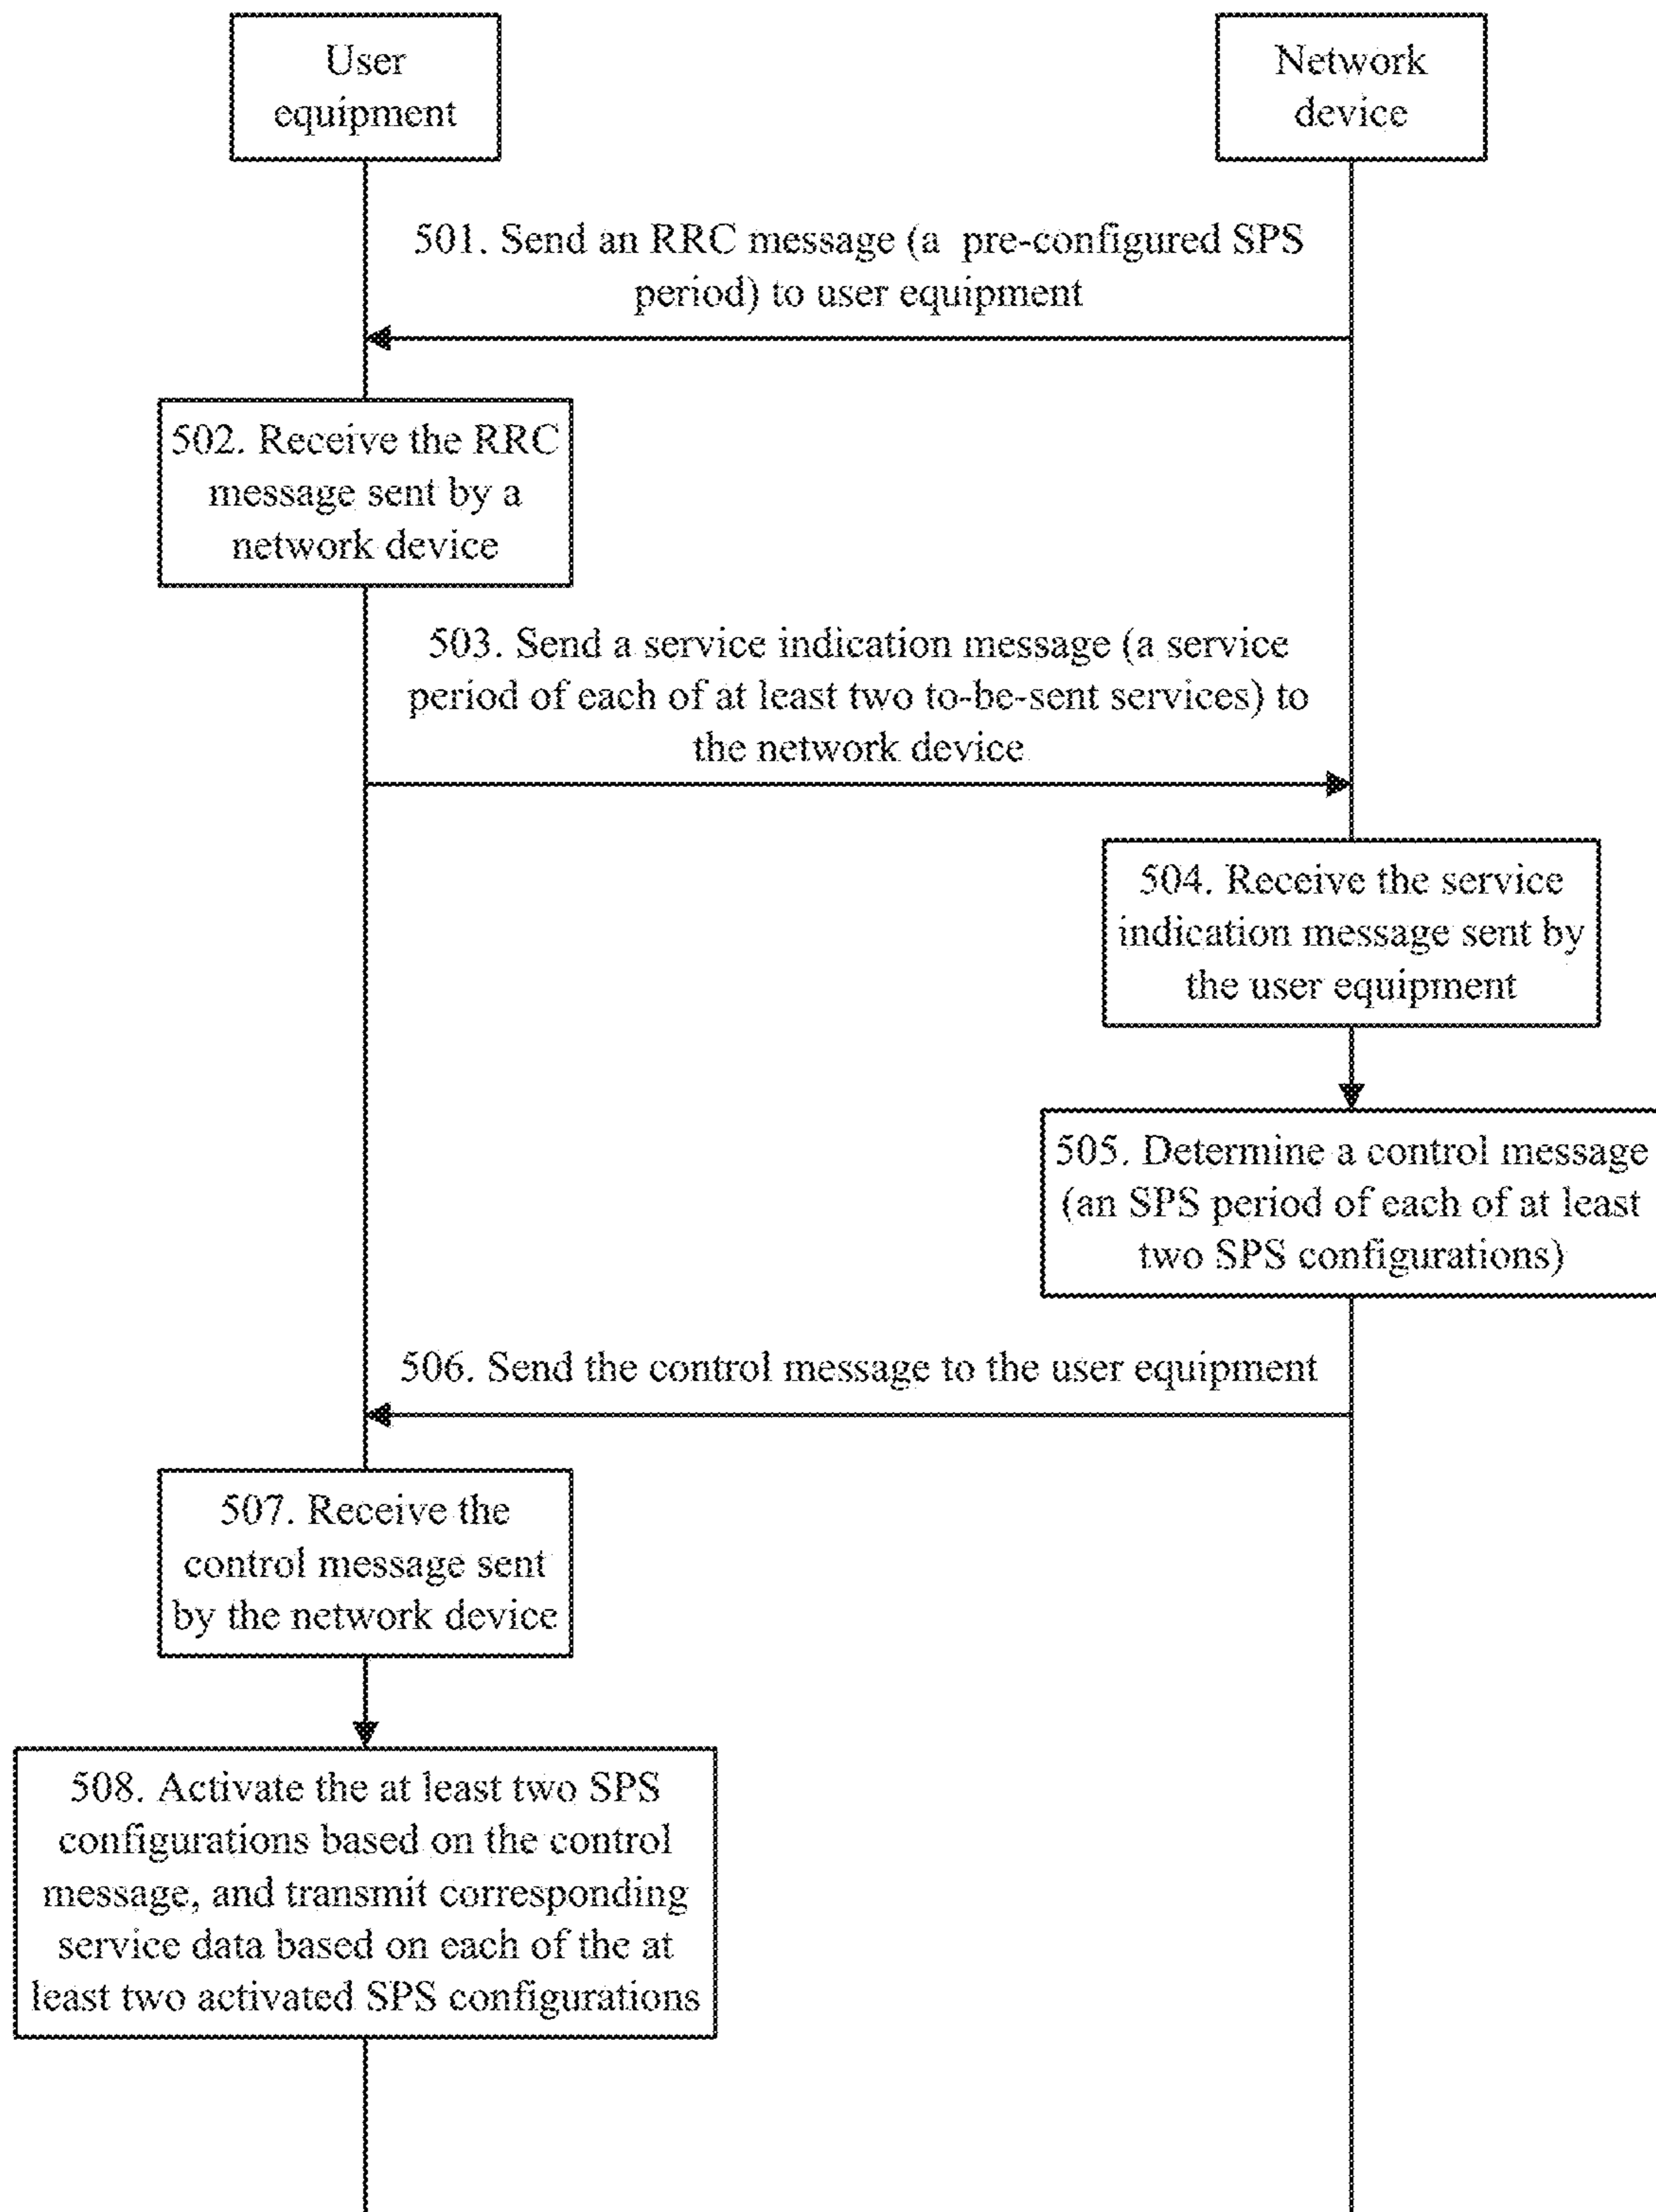 User
equipment
Network
device
501. Send an RRC message (a pre-configured SPS
period) to user equipment
502. Receive the RRC
message sent by a
network device
503. Send a service indication message (a service
period of each of at least two to-be-sent services) to
the network device
504. Receive the service
indication message sent by
the user equipment
505. Determine a control message
(an SPS period of each of at least
two SPS configurations)
506. Send the control message to the user equipment
507. Receive the
control message sent
by the network device
508. Activate the at least two SPS
configurations based on the control
message, and transmit corresponding
service data based on each of the at
least two activated SPS configurations